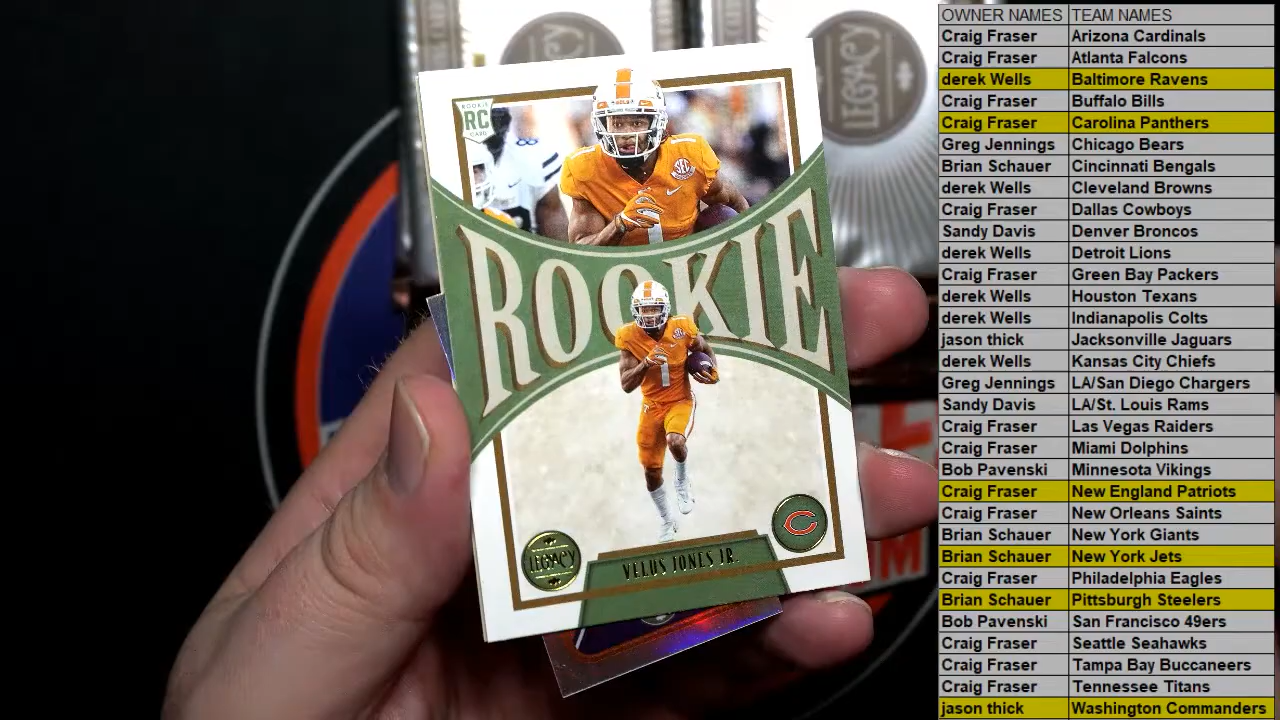 LEGACY
LEGACY
ROOKIE
RC
CARD
SEC
1
ROOKIE
1
LEGACY
VELUS JONES JR.
OWNER NAMES TEAM NAMES
Craig Fraser Arizona Cardinals
Craig Fraser Atlanta Falcons
derek Wells Baltimore Ravens
Craig Fraser Buffalo Bills
Craig Fraser Carolina Panthers
Greg Jennings Chicago Bears
Brian Schauer Cincinnati Bengals
derek Wells Cleveland Browns
Craig Fraser Dallas Cowboys
Sandy Davis Denver Broncos
derek Wells Detroit Lions
Craig Fraser Green Bay Packers
derek Wells Houston Texans
derek Wells Indianapolis Colts
jason thick Jacksonville Jaguars
derek Wells Kansas City Chiefs
Greg Jennings LA/San Diego Chargers
Sandy Davis LA/St. Louis Rams
Craig Fraser Las Vegas Raiders
Craig Fraser Miami Dolphins
Bob Pavenski Minnesota Vikings
Craig Fraser New England Patriots
Craig Fraser New Orleans Saints
Brian Schauer New York Giants
Brian Schauer New York Jets
Craig Fraser Philadelphia Eagles
Brian Schauer Pittsburgh Steelers
Bob Pavenski San Francisco 49ers
Craig Fraser Seattle Seahawks
Craig Fraser Tampa Bay Buccaneers
Craig Fraser Tennessee Titans
jason thick Washington Commanders